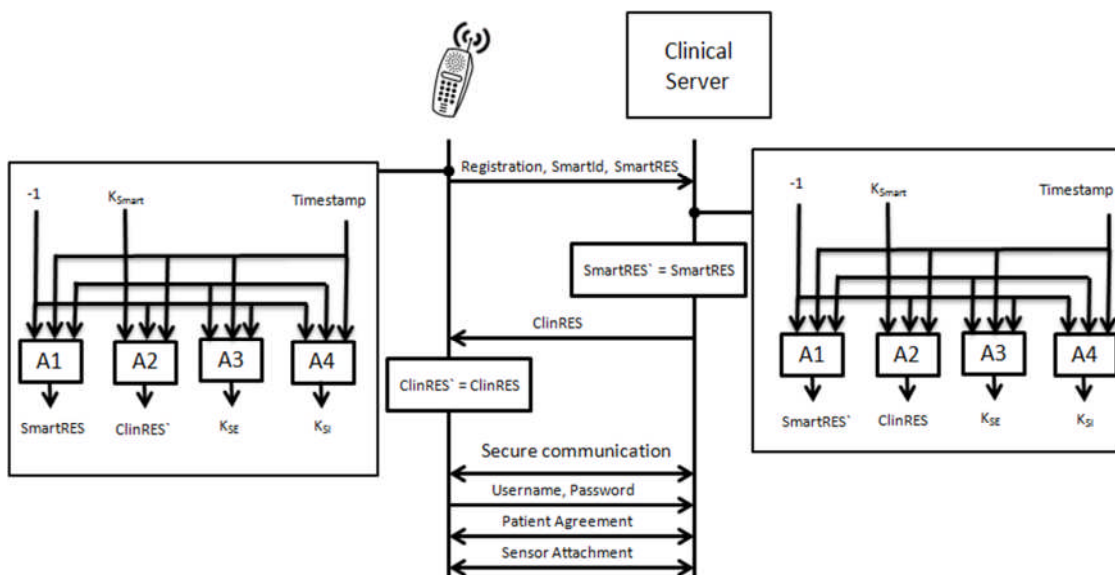 Clinical
Server
Registration, SmartId, SmartRES
-1
KSmart
Timestamp
A1
A2
A3
A4
SmartRES
ClinRES`
KSE
KSI
-1
KSmart
Timestamp
A1
A2
A3
A4
SmartRES`
ClinRES
KSE
KSI
SmartRES` = SmartRES
ClinRES
ClinRES` = ClinRES
Secure communication
Username, Password
Patient Agreement
Sensor Attachment